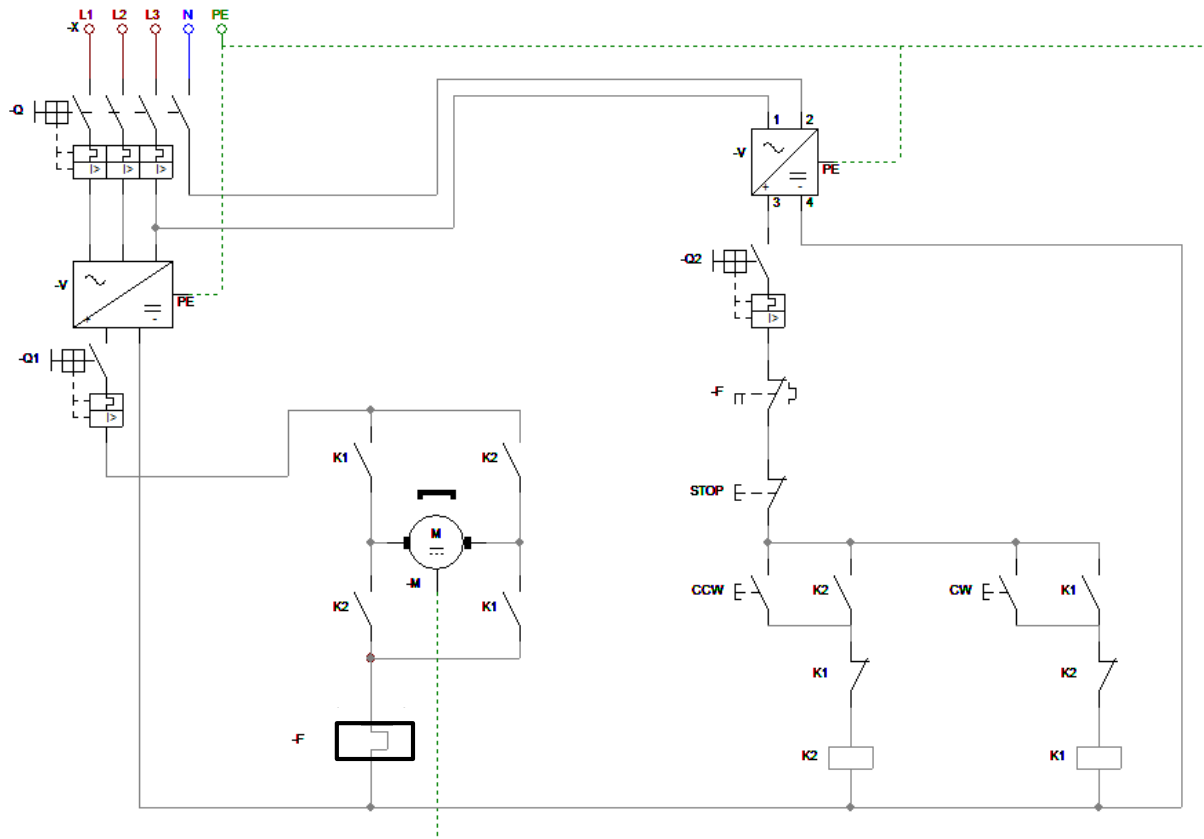 L1 L2 L3 N PE
-X
-Q
I> I> I>
1 2
-V
PE
+ -
3 4
-V
PE
+ -
-Q2
I>
-Q1
I>
-F
K1 K2
STOP
M
-M
K2 K1
CCW K2 CW K1
K1 K2
-F
K2 K1